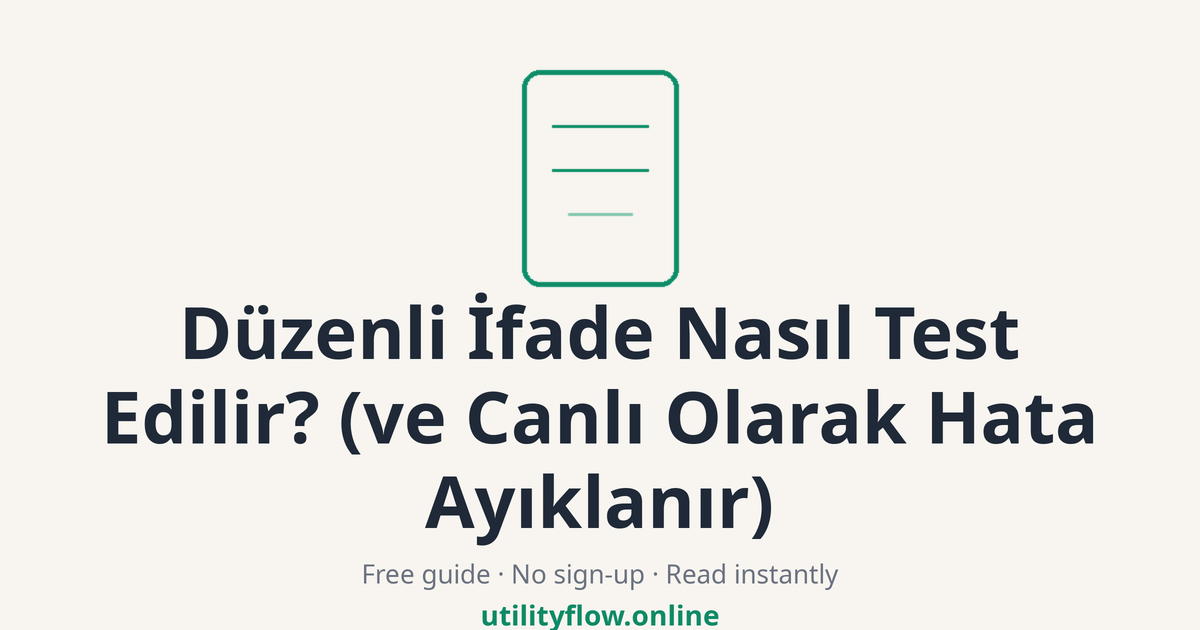 Düzenli İfade Nasıl Test
Edilir? (ve Canlı Olarak Hata
Ayıklanır)
Free guide · No sign-up · Read instantly
utilityflow.online